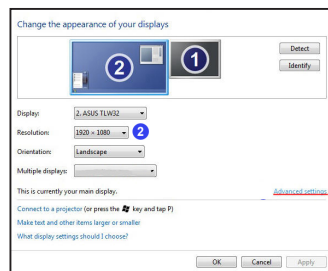 Change the appearance of your displays
2
1
Detect
Identify
Display: 2. ASUS TLW32
Resolution: 1920 × 1080 2
Orientation: Landscape
Multiple displays:
This is currently your main display. Advanced settings
Connect to a projector (or press the key and tap P)
Make text and other items larger or smaller
What display settings should I choose?
OK Cancel Apply